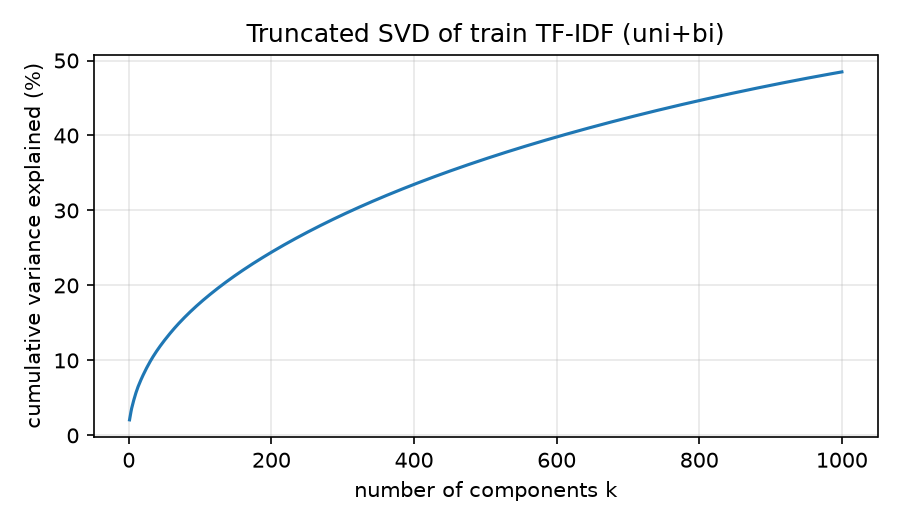 Truncated SVD of train TF-IDF (uni+bi)
cumulative variance explained (%)
50
40
30
20
10
0
0 200 400 600 800 1000
number of components k